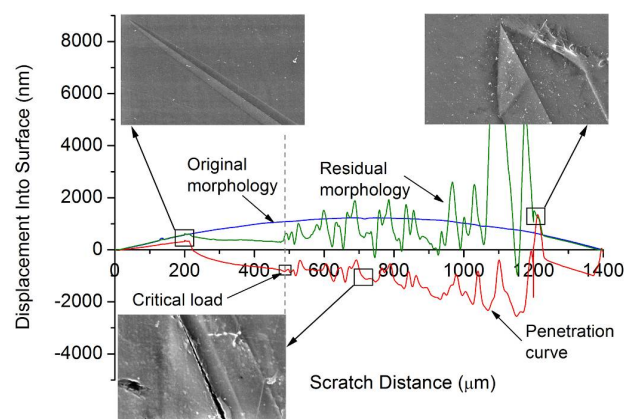 8000
6000
4000
2000
0
-2000
-4000
Displacement Into Surface (nm)
Original
morphology
Residual
morphology
0 200 400 600 800 1000 1200 1400
Critical load
Penetration
curve
Scratch Distance (μm)